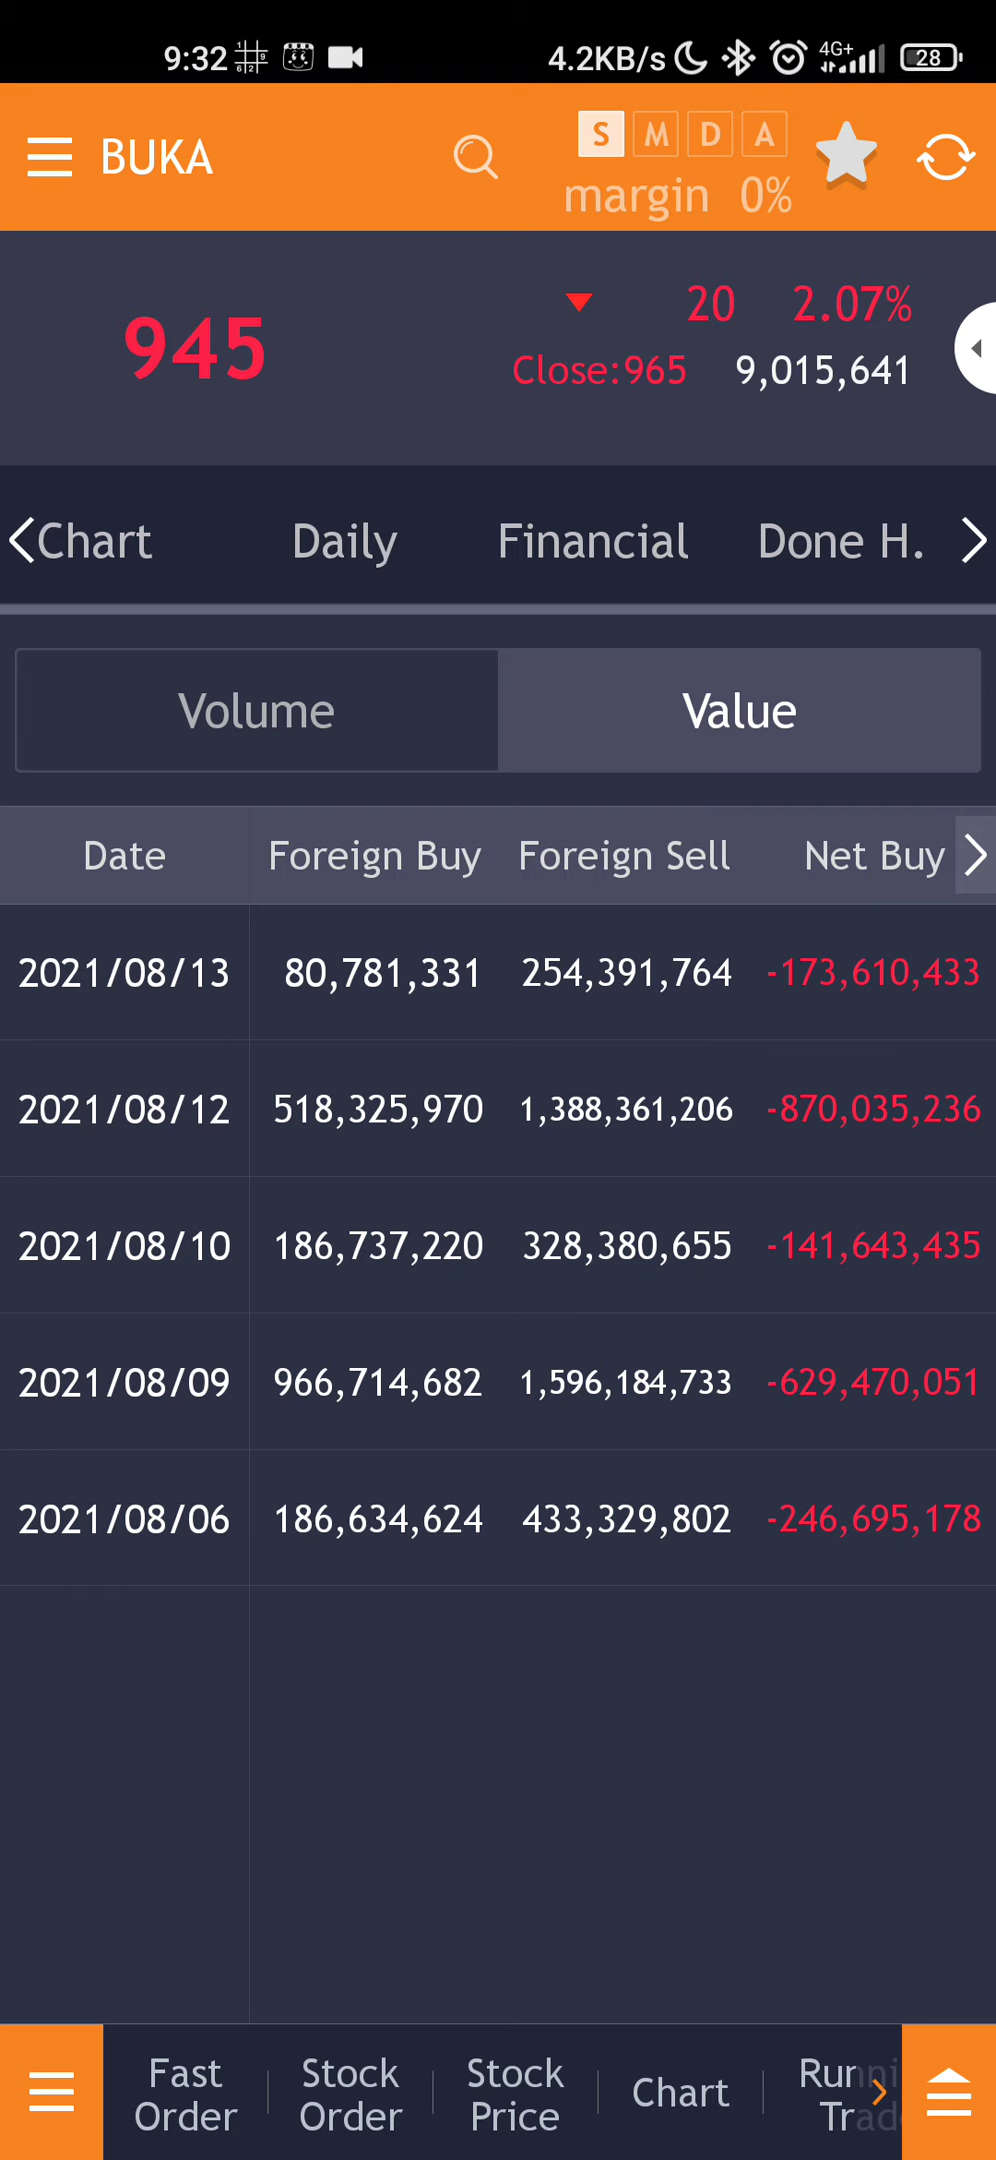 9:32 4.2KB/s 4G+ 28
BUKA S M D A
margin 0%
945 20 2.07%
Close:965 9,015,641
Chart Daily Financial Done H.
Volume Value
Date Foreign Buy Foreign Sell Net Buy
2021/08/13 80,781,331 254,391,764 -173,610,433
2021/08/12 518,325,970 1,388,361,206 -870,035,236
2021/08/10 186,737,220 328,380,655 -141,643,435
2021/08/09 966,714,682 1,596,184,733 -629,470,051
2021/08/06 186,634,624 433,329,802 -246,695,178
Fast Order Stock Order Stock Price Chart Runni Trad